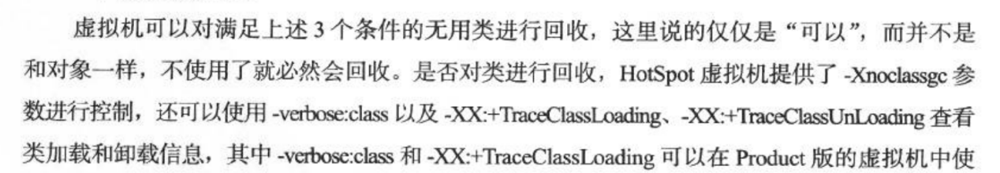 虚拟机可以对满足上述 3 个条件的无用类进行回收，这里说的仅仅是“可以”，而并不是
和对象一样，不使用了就必然会回收。是否对类进行回收，HotSpot 虚拟机提供了 -Xnoclassgc 参
数进行控制，还可以使用 -verbose:class 以及 -XX:+TraceClassLoading、-XX:+TraceClassUnLoading 查看
类加载和卸载信息，其中 -verbose:class 和 -XX:+TraceClassLoading 可以在 Product 版的虚拟机中使